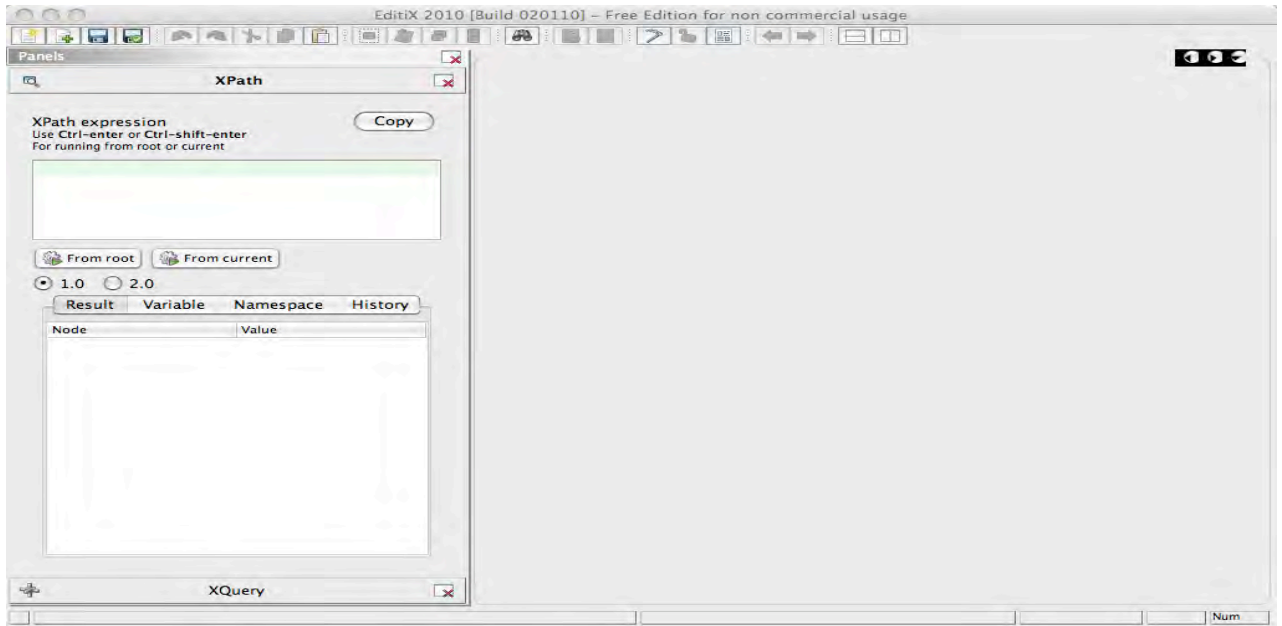 EditiX 2010 [Build 020110] – Free Edition for non commercial usage
Panels
XPath
XPath expression
Copy
Use Ctrl-enter or Ctrl-shift-enter
For running from root or current
From root
From current
1.0
2.0
Result
Variable
Namespace
History
Node
Value
XQuery
Num